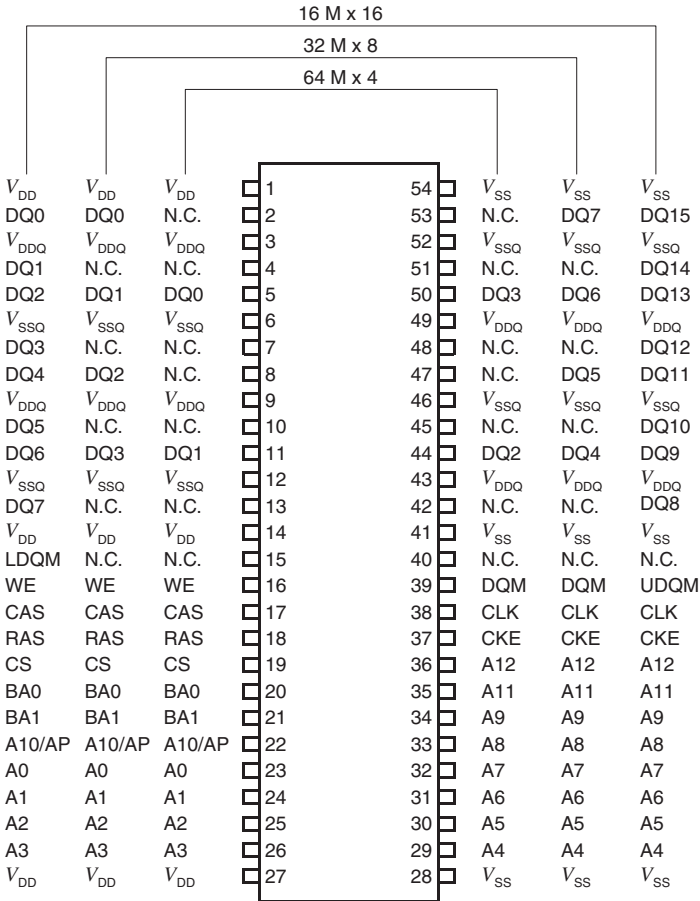 16 M x 16
32 M x 8
64 M x 4
VDD VDD VDD 1 54 VSS VSS VSS
DQ0 DQ0 N.C. 2 53 N.C. DQ7 DQ15
VDDQ VDDQ VDDQ 3 52 VSSQ VSSQ VSSQ
DQ1 N.C. N.C. 4 51 N.C. N.C. DQ14
DQ2 DQ1 DQ0 5 50 DQ3 DQ6 DQ13
VSSQ VSSQ VSSQ 6 49 VDDQ VDDQ VDDQ
DQ3 N.C. N.C. 7 48 N.C. N.C. DQ12
DQ4 DQ2 N.C. 8 47 N.C. DQ5 DQ11
VDDQ VDDQ VDDQ 9 46 VSSQ VSSQ VSSQ
DQ5 N.C. N.C. 10 45 N.C. N.C. DQ10
DQ6 DQ3 DQ1 11 44 DQ2 DQ4 DQ9
VSSQ VSSQ VSSQ 12 43 VDDQ VDDQ VDDQ
DQ7 N.C. N.C. 13 42 N.C. N.C. DQ8
VDD VDD VDD 14 41 VSS VSS VSS
LDQM N.C. N.C. 15 40 N.C. N.C. N.C.
WE WE WE 16 39 DQM DQM UDQM
CAS CAS CAS 17 38 CLK CLK CLK
RAS RAS RAS 18 37 CKE CKE CKE
CS CS CS 19 36 A12 A12 A12
BA0 BA0 BA0 20 35 A11 A11 A11
BA1 BA1 BA1 21 34 A9 A9 A9
A10/AP A10/AP A10/AP 22 33 A8 A8 A8
A0 A0 A0 23 32 A7 A7 A7
A1 A1 A1 24 31 A6 A6 A6
A2 A2 A2 25 30 A5 A5 A5
A3 A3 A3 26 29 A4 A4 A4
VDD VDD VDD 27 28 VSS VSS VSS